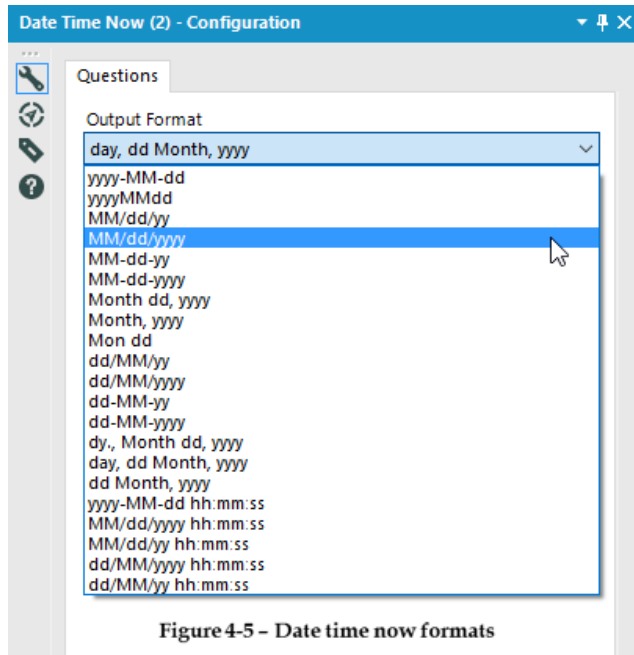 Date Time Now (2) - Configuration
Questions
Output Format
day, dd Month, yyyy
yyyy-MM-dd
yyyyMMdd
MM/dd/yy
MM/dd/yyyy
MM-dd-yy
MM-dd-yyyy
Month dd, yyyy
Month, yyyy
Mon dd
dd/MM/yy
dd/MM/yyyy
dd-MM-yy
dd-MM-yyyy
dy., Month dd, yyyy
day, dd Month, yyyy
dd Month, yyyy
yyyy-MM-dd hh:mm:ss
MM/dd/yyyy hh:mm:ss
MM/dd/yy hh:mm:ss
dd/MM/yyyy hh:mm:ss
dd/MM/yy hh:mm:ss
Figure 4-5 – Date time now formats